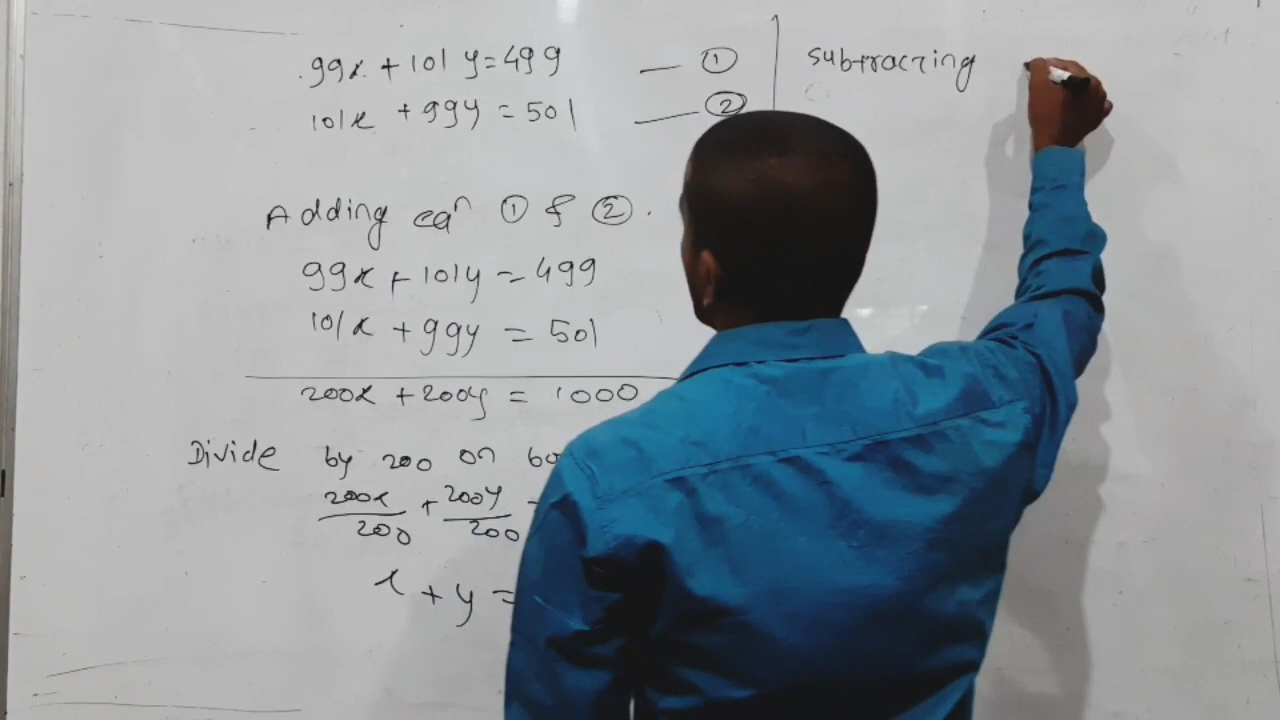 99x + 101y = 499 — ①
101x + 99y = 501 — ②
Adding eqn ① & ②.
99x + 101y = 499
101x + 99y = 501
200x + 200y = 1000
Divide by 200 on
200x/200 + 200y/200
x + y =
subtracting